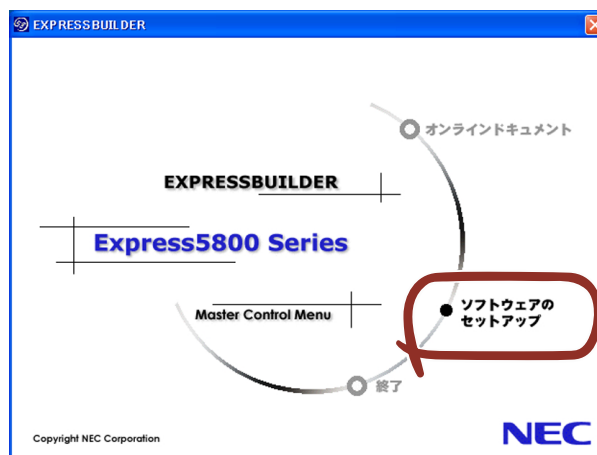 EXPRESSBUILDER
オンラインドキュメント
EXPRESSBUILDER
Express5800 Series
Master Control Menu
ソフトウェアの
セットアップ
終了
Copyright NEC Corporation
NEC